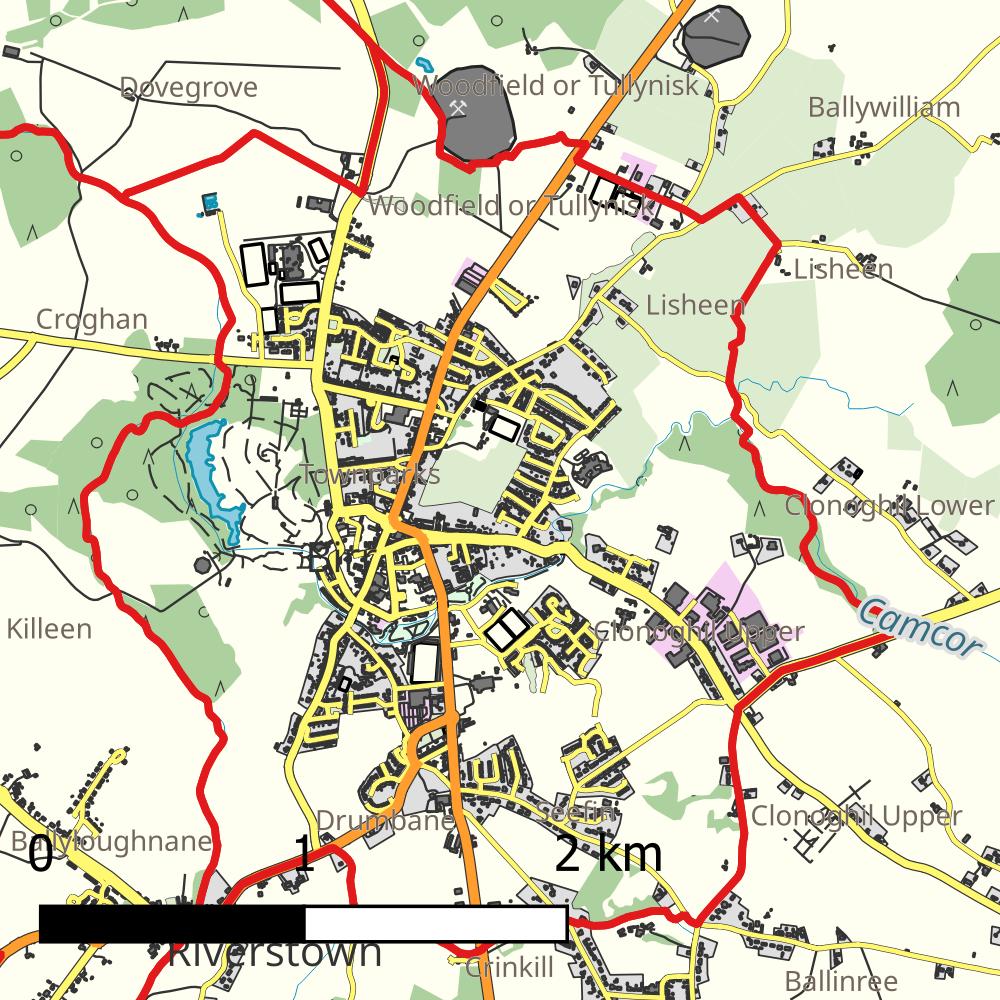 Dovegrove
Woodfield or Tullynisk
Ballywilliam
Woodfield or Tullynisk
Lisheen
Lisheen
Croghan
Townparks
Clonoghil Lower
Birr
Camcor
Killeen
Clonoghil Upper
Drumbane
Seefin
Clonoghil Upper
Ballyloughnane
0
1
2 km
Riverstown
Crinkill
Ballinree